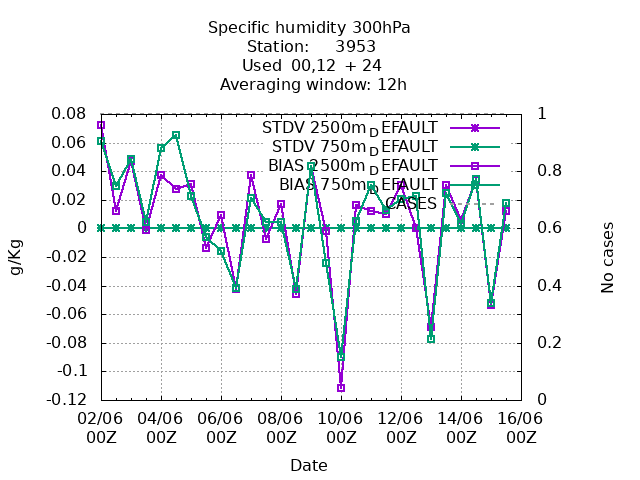 Specific humidity 300hPa
Station: 3953
Used 00,12 + 24
Averaging window: 12h
STDV 2500m_DEFAULT
STDV 750m_DEFAULT
BIAS 2500m_DEFAULT
BIAS 750m_DEFAULT
CASES
0.08
0.06
0.04
0.02
0
-0.02
-0.04
-0.06
-0.08
-0.1
-0.12
g/Kg
1
0.8
0.6
0.4
0.2
0
No cases
02/06 04/06 06/06 08/06 10/06 12/06 14/06 16/06
00Z 00Z 00Z 00Z 00Z 00Z 00Z 00Z
Date